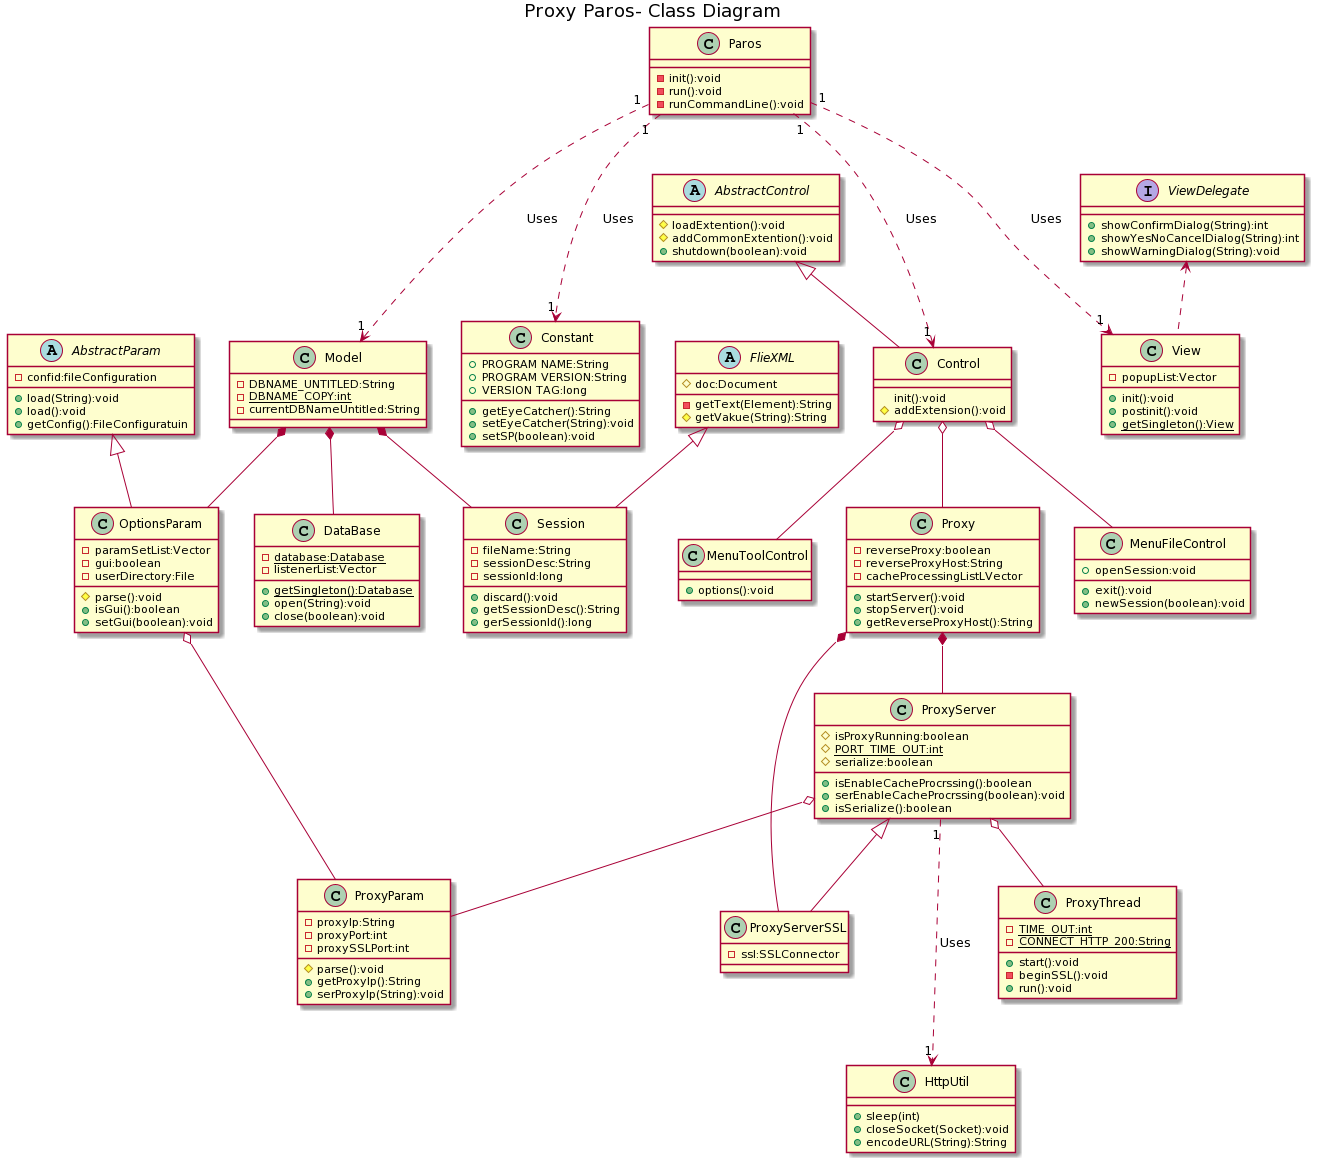 Proxy Paros- Class Diagram
C Paros
init():void
run():void
runCommandLine():void
1
1
1
1
Uses
Uses
Uses
Uses
A AbstractControl
loadExtention():void
addCommonExtention():void
shutdown(boolean):void
I ViewDelegate
showConfirmDialog(String):int
showYesNoCancelDialog(String):int
showWarningDialog(String):void
1
1
1
1
A AbstractParam
confid:fileConfiguration
load(String):void
load():void
getConfig():FileConfiguratuin
C Model
DBNAME_UNTITLED:String
DBNAME_COPY:int
currentDBNameUntitled:String
C Constant
PROGRAM NAME:String
PROGRAM VERSION:String
VERSION TAG:long
getEyeCatcher():String
setEyeCatcher(String):void
setSP(boolean):void
A FlieXML
doc:Document
getText(Element):String
getVakue(String):String
C Control
init():void
addExtension():void
C View
popupList:Vector
init():void
postinit():void
getSingleton():View
C OptionsParam
paramSetList:Vector
gui:boolean
userDirectory:File
parse():void
isGui():boolean
setGui(boolean):void
C DataBase
database:Database
listenerList:Vector
getSingleton():Database
open(String):void
close(boolean):void
C Session
fileName:String
sessionDesc:String
sessionId:long
discard():void
getSessionDesc():String
gerSessionId():long
C MenuToolControl
options():void
C Proxy
reverseProxy:boolean
reverseProxyHost:String
cacheProcessingListLVector
startServer():void
stopServer():void
getReverseProxyHost():String
C MenuFileControl
openSession:void
exit():void
newSession(boolean):void
C ProxyServer
isProxyRunning:boolean
PORT_TIME_OUT:int
serialize:boolean
isEnableCacheProcrssing():boolean
serEnableCacheProcrssing(boolean):void
isSerialize():boolean
1
Uses
1
C ProxyParam
proxyIp:String
proxyPort:int
proxySSLPort:int
parse():void
getProxyIp():String
serProxyIp(String):void
C ProxyServerSSL
ssl:SSLConnector
C ProxyThread
TIME_OUT:int
CONNECT_HTTP_200:String
start():void
beginSSL():void
run():void
C HttpUtil
sleep(int)
closeSocket(Socket):void
encodeURL(String):String